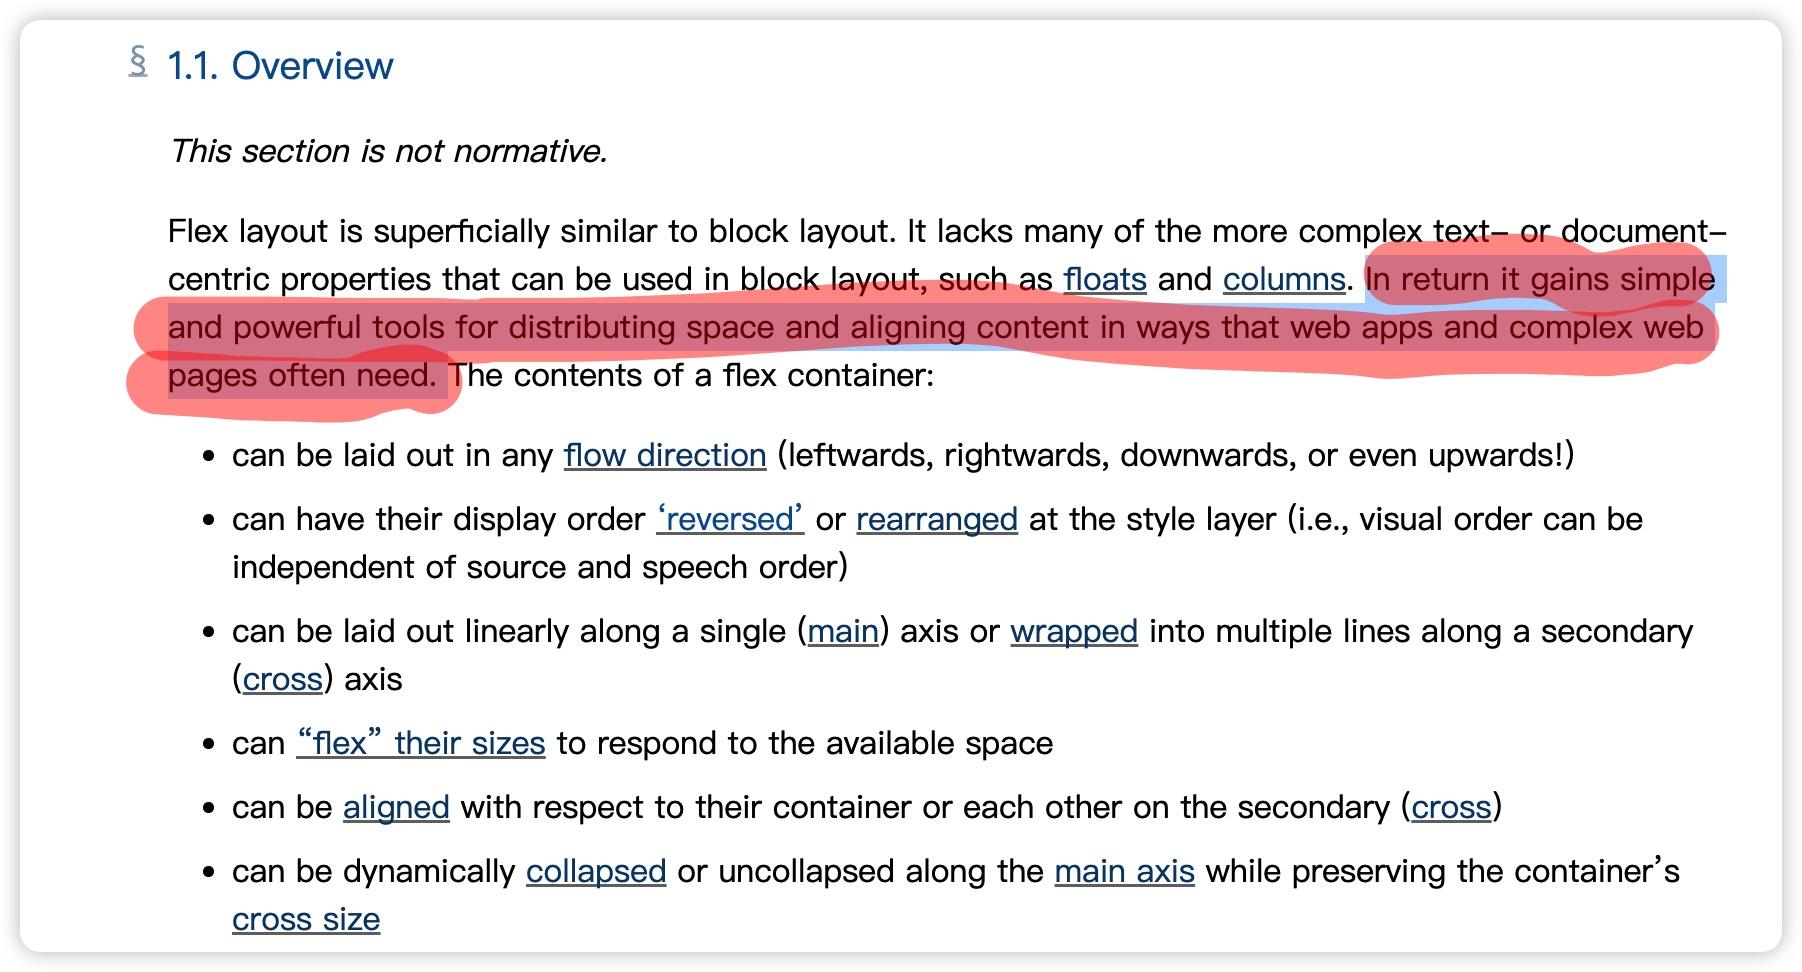 § 1.1. Overview
This section is not normative.
Flex layout is superficially similar to block layout. It lacks many of the more complex text– or document–
centric properties that can be used in block layout, such as floats and columns. In return it gains simple
and powerful tools for distributing space and aligning content in ways that web apps and complex web
pages often need. The contents of a flex container:
• can be laid out in any flow direction (leftwards, rightwards, downwards, or even upwards!)
• can have their display order ‘reversed’ or rearranged at the style layer (i.e., visual order can be
independent of source and speech order)
• can be laid out linearly along a single (main) axis or wrapped into multiple lines along a secondary
(cross) axis
• can “flex” their sizes to respond to the available space
• can be aligned with respect to their container or each other on the secondary (cross)
• can be dynamically collapsed or uncollapsed along the main axis while preserving the container’s
cross size